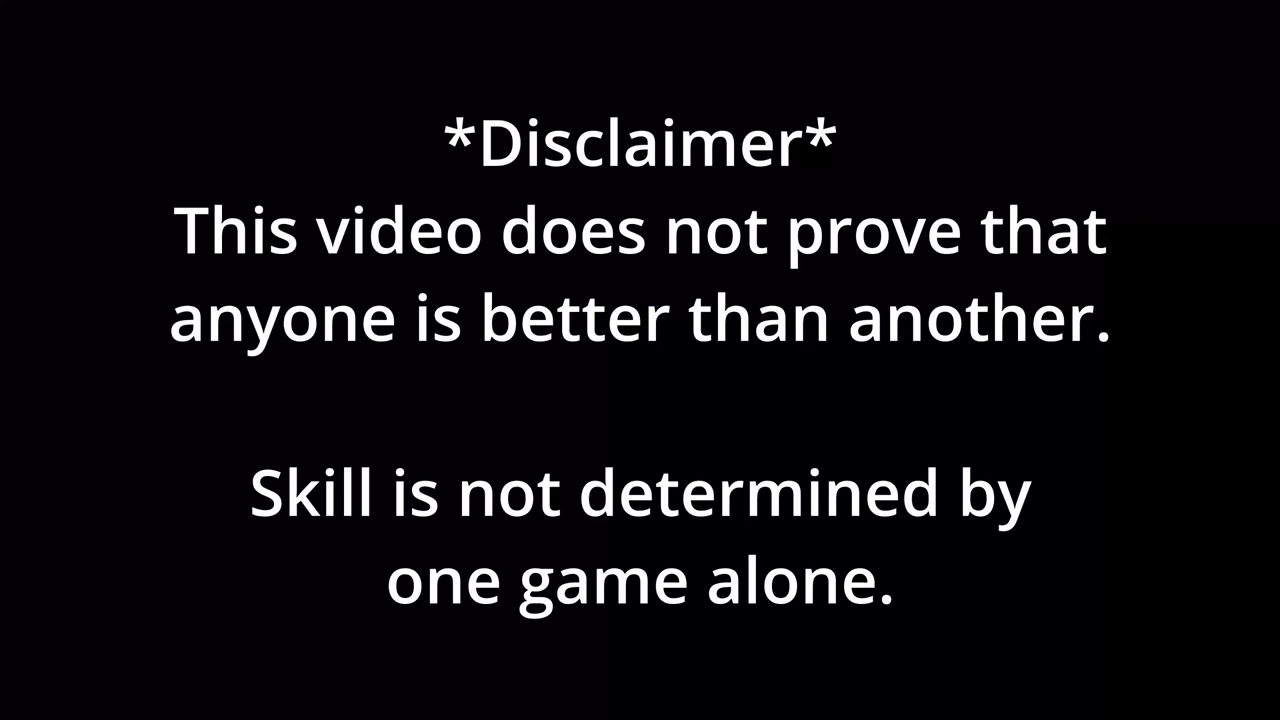 *Disclaimer*
This video does not prove that
anyone is better than another.
Skill is not determined by
one game alone.